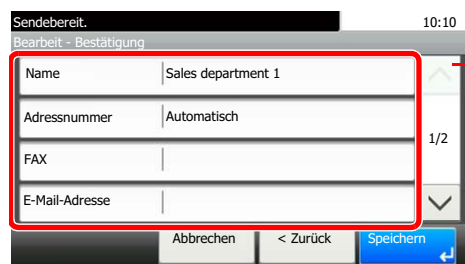 Sendebereit. 10:10
Bearbeit - Bestätigung
Name Sales department 1
Adressnummer Automatisch
1/2
FAX
E-Mail-Adresse
Abbrechen < Zurück Speichern